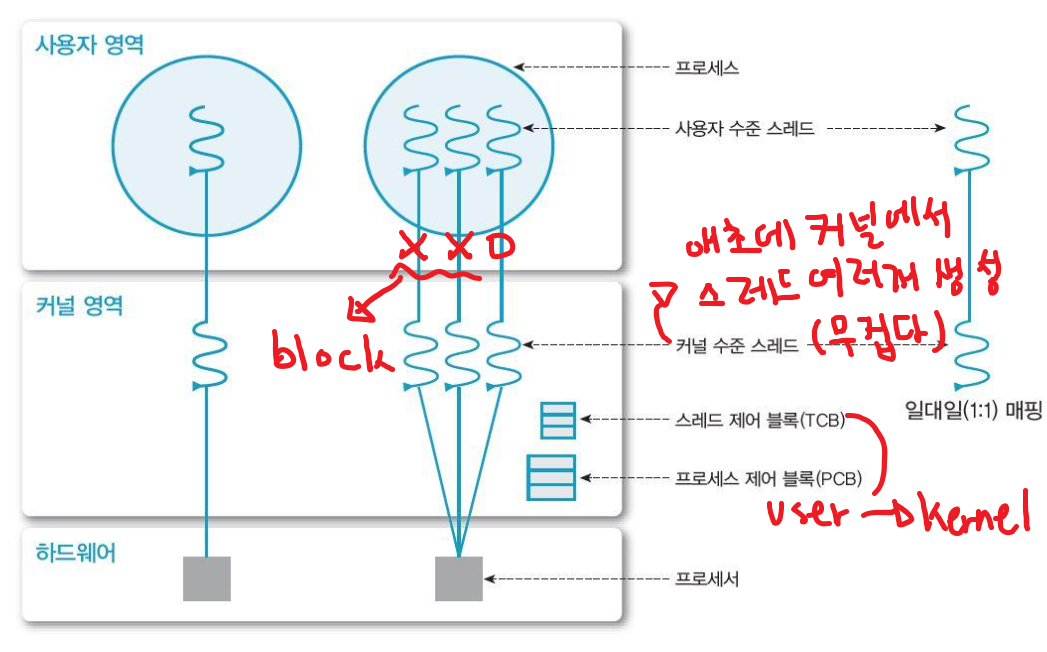 사용자 영역
프로세스
사용자 수준 스레드
X X O
애초에 커널에서
스레드 여러개 생성
(무겁다)
커널 영역
block
커널 수준 스레드
일대일(1:1) 매핑
스레드 제어 블록(TCB)
프로세스 제어 블록(PCB)
user → kernel
하드웨어
프로세서